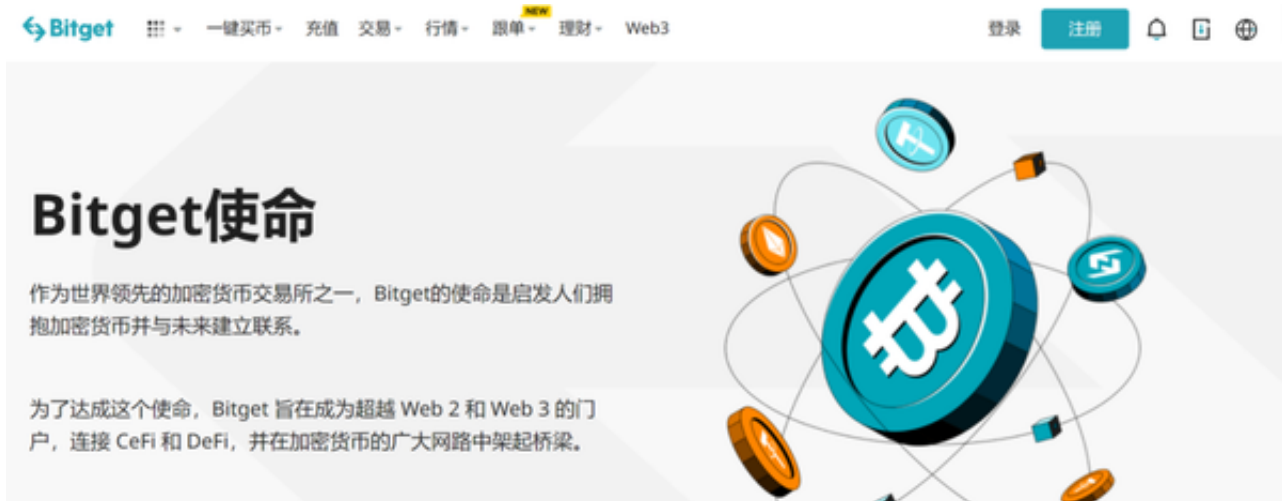 Bitget
一键买币
充值
交易
行情
跟单
NEW
理财
Web3
登录
注册
Bitget使命
作为世界领先的加密货币交易所之一，Bitget的使命是启发人们拥
抱加密货币并与未来建立联系。
为了达成这个使命，Bitget 旨在成为超越 Web 2 和 Web 3 的门
户，连接 CeFi 和 DeFi，并在加密货币的广大网路中架起桥梁。